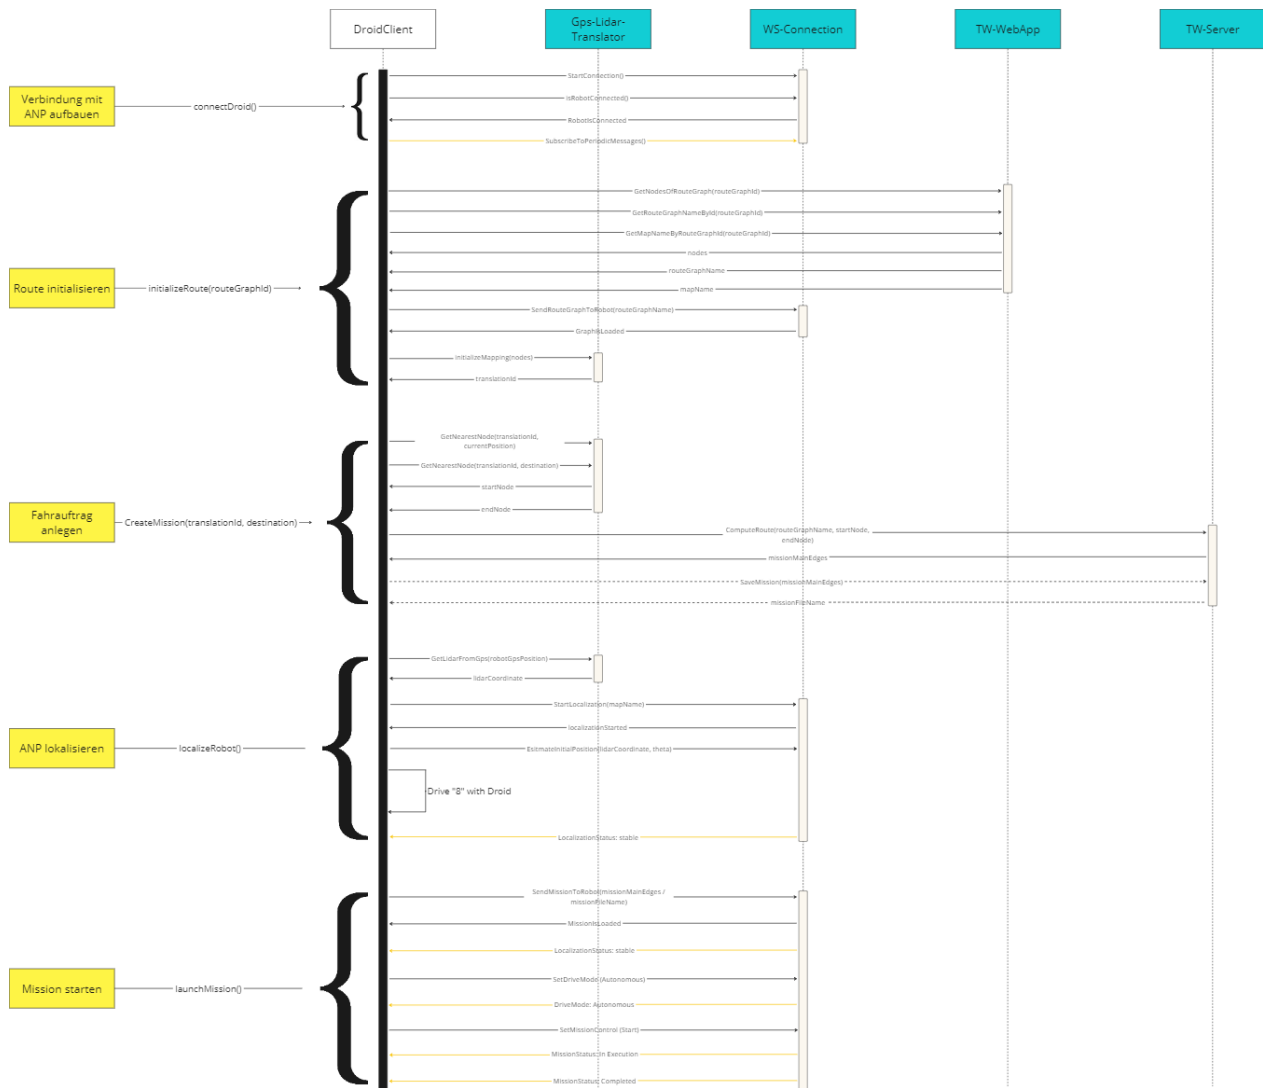 DroidClient
Gps-Lidar-
Translator
WS-Connection
TW-WebApp
TW-Server
Verbindung mit
ANP aufbauen
connectDroid()
StartConnection()
isRobotConnected()
RobotIsConnected
SubscribeToPeriodicMessages()
Route initialisieren
initializeRoute(routeGraphId)
GetNodesOfRouteGraph(routeGraphId)
GetRouteGraphNameById(routeGraphId)
GetMapNameByRouteGraphId(routeGraphId)
nodes
routeGraphName
mapName
SendRouteGraphToRobot(routeGraphName)
GraphIsLoaded
initializeMapping(nodes)
translationId
Fahrauftrag
anlegen
CreateMission(translationId, destination)
GetNearestNode(translationId,
currentPosition)
GetNearestNode(translationId, destination)
startNode
endNode
ComputeRoute(routeGraphName, startNode,
endNode)
missionMainEdges
SaveMission(missionMainEdges)
missionFileName
ANP lokalisieren
localizeRobot()
GetLidarFromGps(robotGpsPosition)
lidarCoordinate
StartLocalization(mapName)
localizationStarted
EsitmateInitialPosition(lidarCoordinate, theta)
Drive "8" with Droid
LocalizationStatus: stable
Mission starten
launchMission()
SendMissionToRobot(missionMainEdges /
missionFileName)
MissionIsLoaded
LocalizationStatus: stable
SetDriveMode (Autonomous)
DriveMode: Autonomous
SetMissionControl (Start)
MissionStatus: In Execution
MissionStatus: Completed